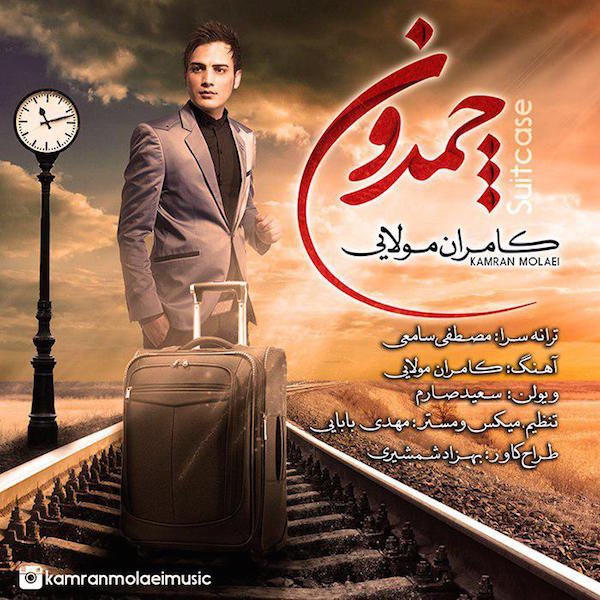 چمدون
Suitcase
کامران مولایی
KAMRAN MOLAEI
ترانه سرا: مصطفی سامعی
آهنگ: کامران مولایی
ویولن: سعید صارم
تنظیم میکس و مستر: مهدی بابایی
طراح کاور: بهزاد شمشیری
kamranmolaeimusic